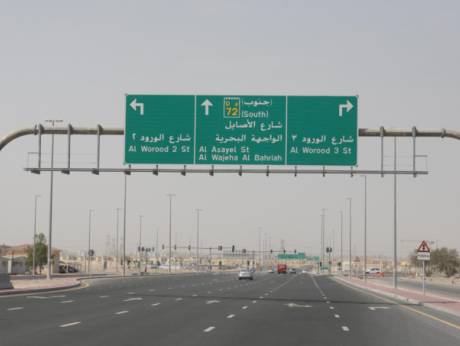 شارع الورود ٢
Al Worood 2 St
D
72
(جنوب)
(South)
شارع الأصايل
الواجهة البحرية
Al Asayel St
Al Wajeha Al Bahriah
شارع الورود ٣
Al Worood 3 St